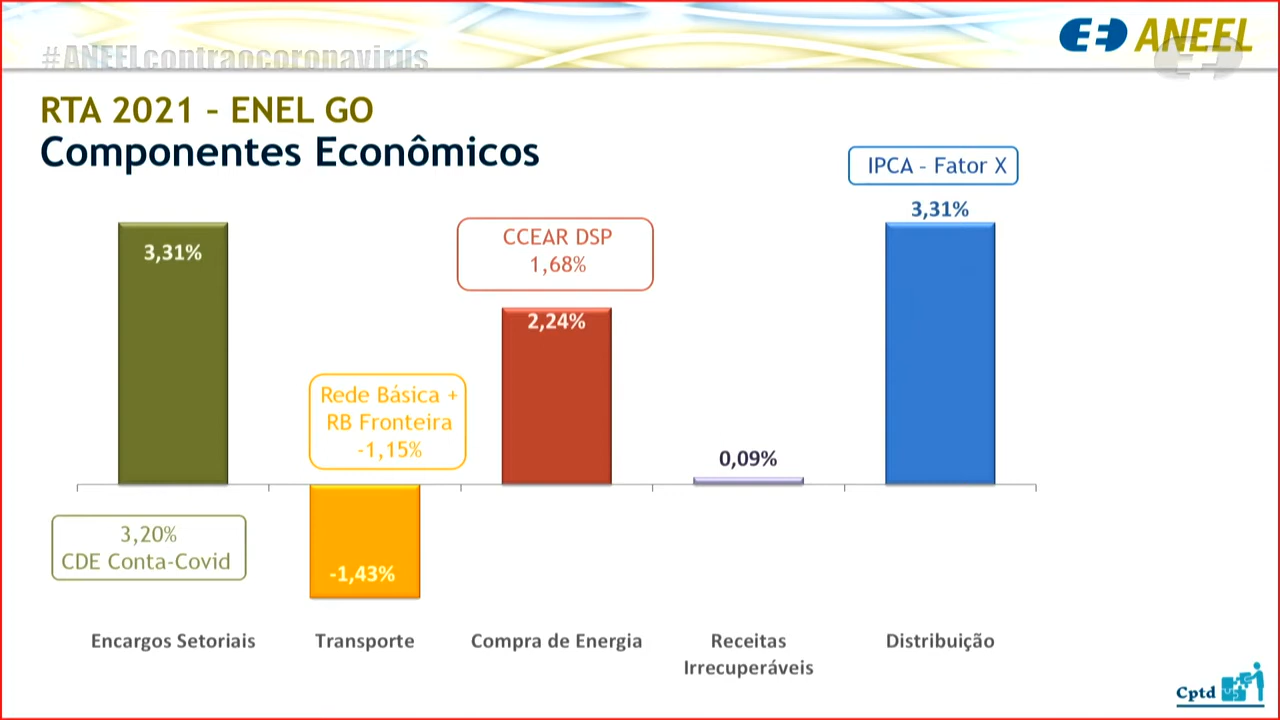 #ANEELcontraocoronavirus
ANEEL
RTA 2021 – ENEL GO
Componentes Econômicos
IPCA - Fator X
3,31%
3,31%
CCEAR DSP
1,68%
2,24%
Rede Básica +
RB Fronteira
-1,15%
0,09%
3,20%
CDE Conta-Covid
-1,43%
Encargos Setoriais
Transporte
Compra de Energia
Receitas
Irrecuperáveis
Distribuição
Cptd